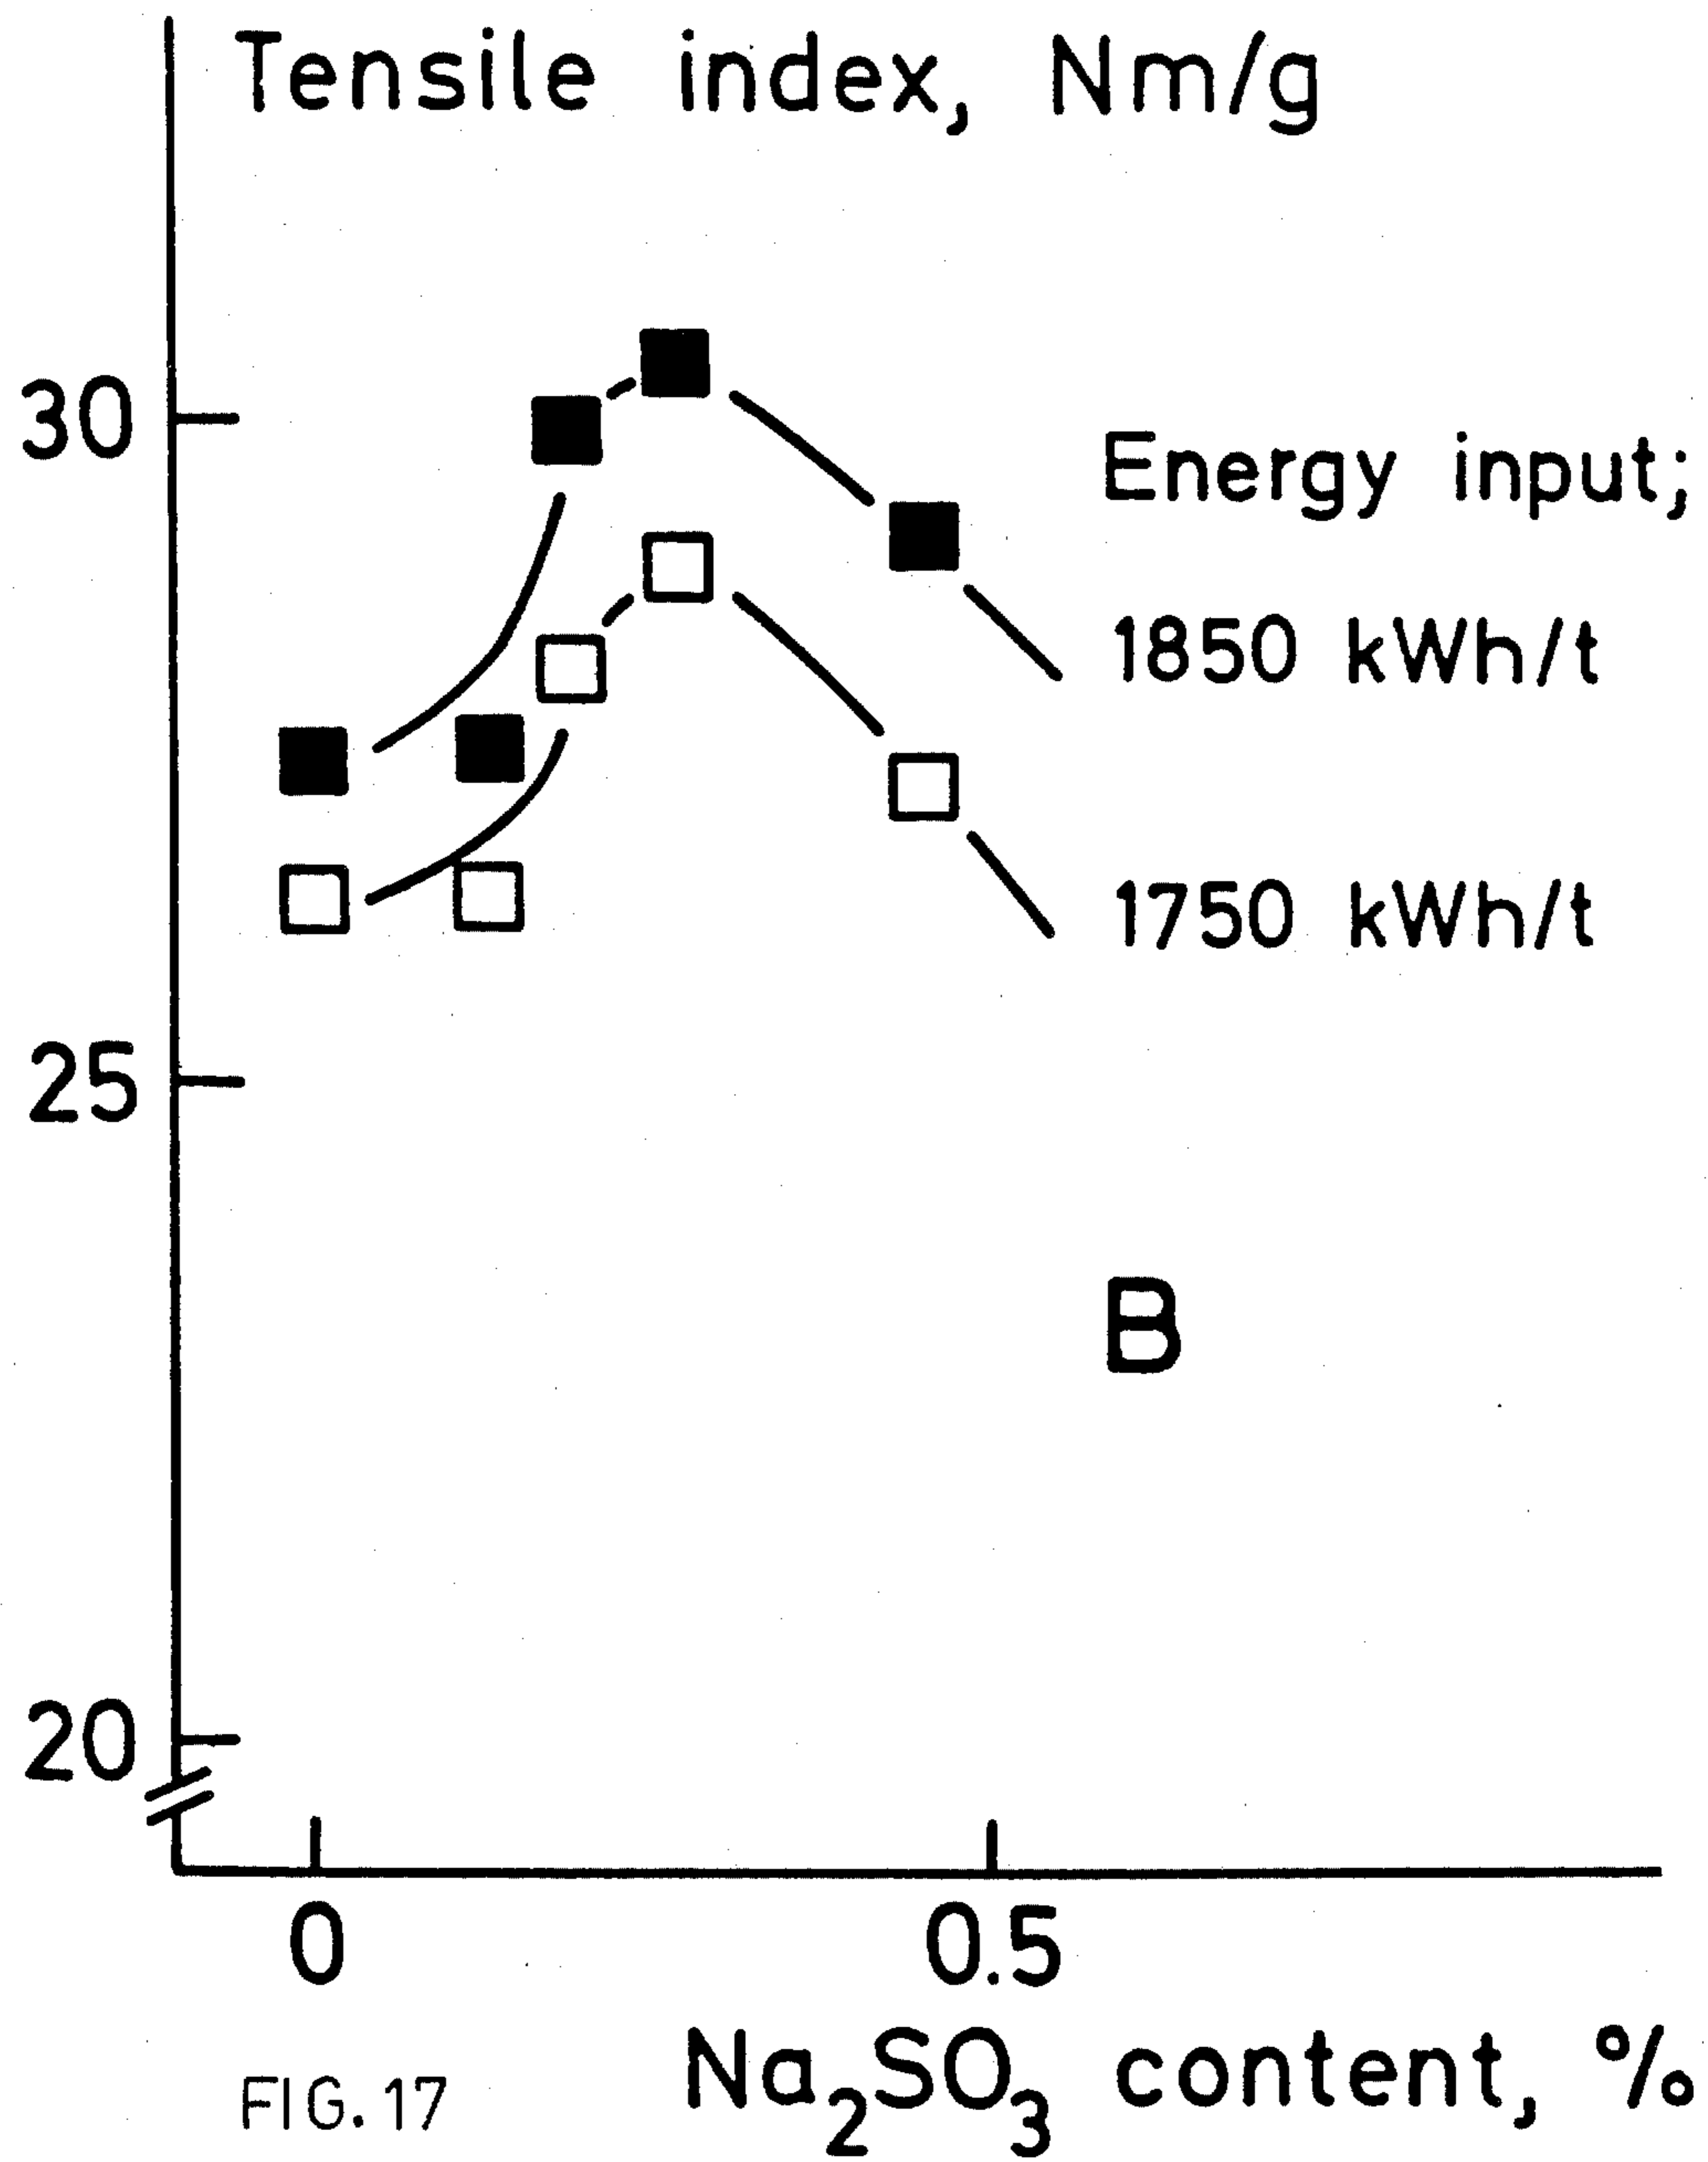 Tensile index, Nm/g
30
Energy input;
1850 kWh/t
1750 kWh/t
25
B
20
0 0.5
Na₂SO₃ content, %
FIG. 17